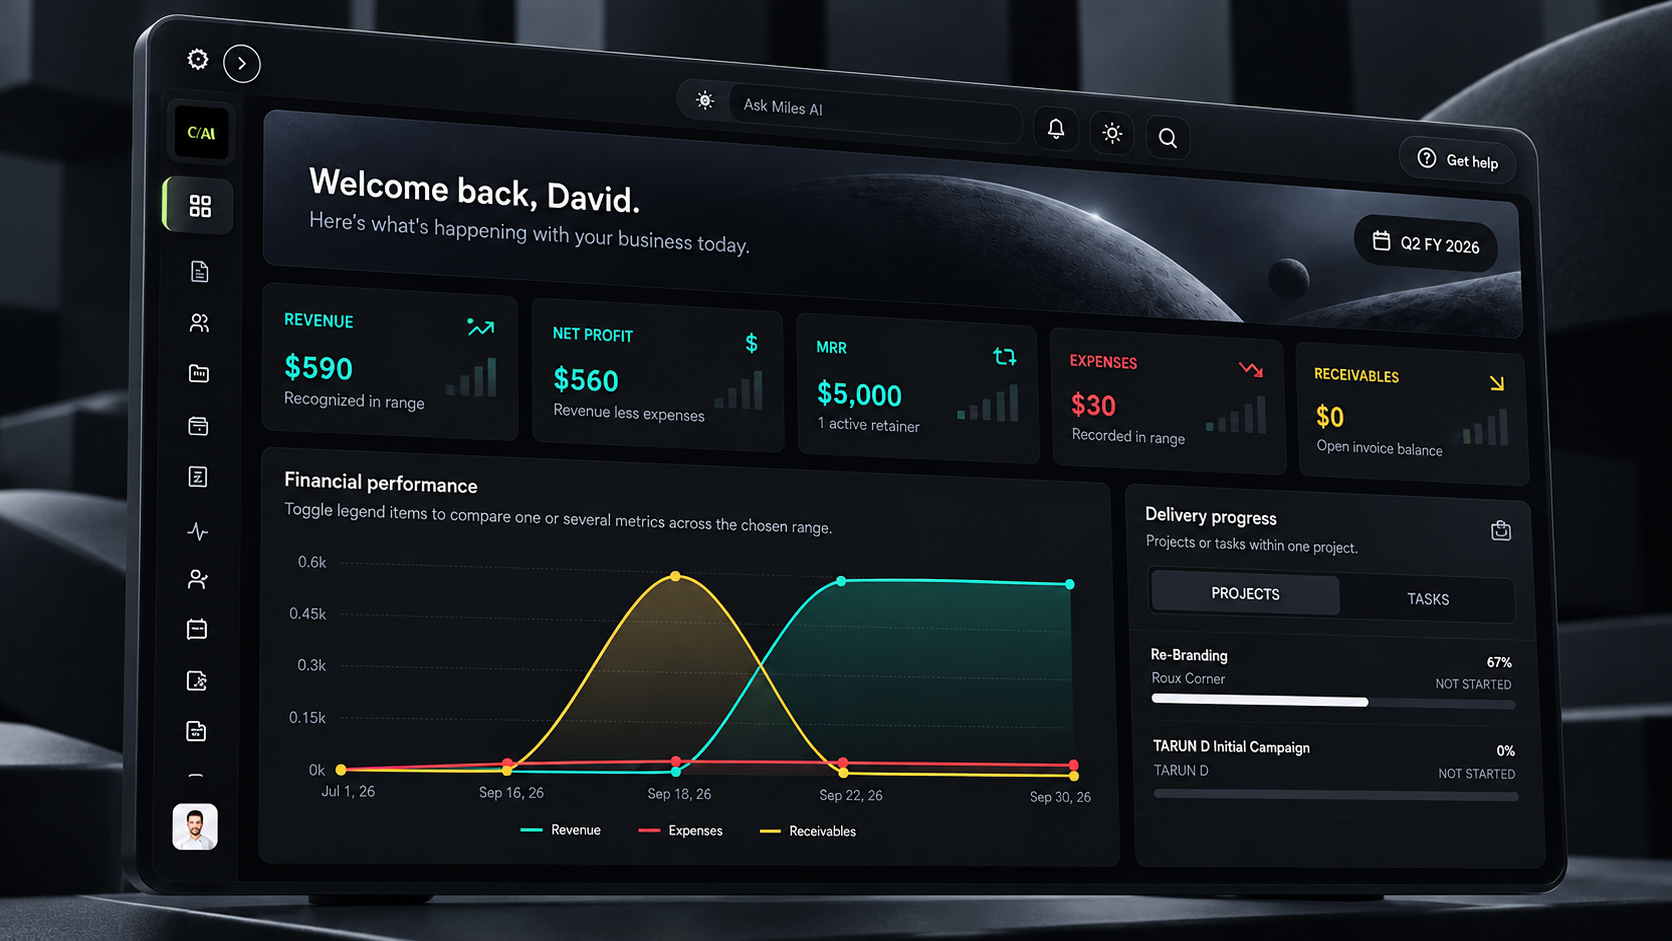 Ask Miles AI
Get help
C/AI
Welcome back, David.
Here's what's happening with your business today.
Q2 FY 2026
REVENUE
$590
Recognized in range
NET PROFIT
$
$560
Revenue less expenses
MRR
$5,000
1 active retainer
EXPENSES
$30
Recorded in range
RECEIVABLES
$0
Open invoice balance
Financial performance
Toggle legend items to compare one or several metrics across the chosen range.
0.6k
0.45k
0.3k
0.15k
0k
Jul 1, 26
Sep 16, 26
Sep 18, 26
Sep 22, 26
Sep 30, 26
Revenue
Expenses
Receivables
Delivery progress
Projects or tasks within one project.
PROJECTS
TASKS
Re-Branding
67%
Roux Corner
NOT STARTED
TARUN D Initial Campaign
0%
TARUN D
NOT STARTED